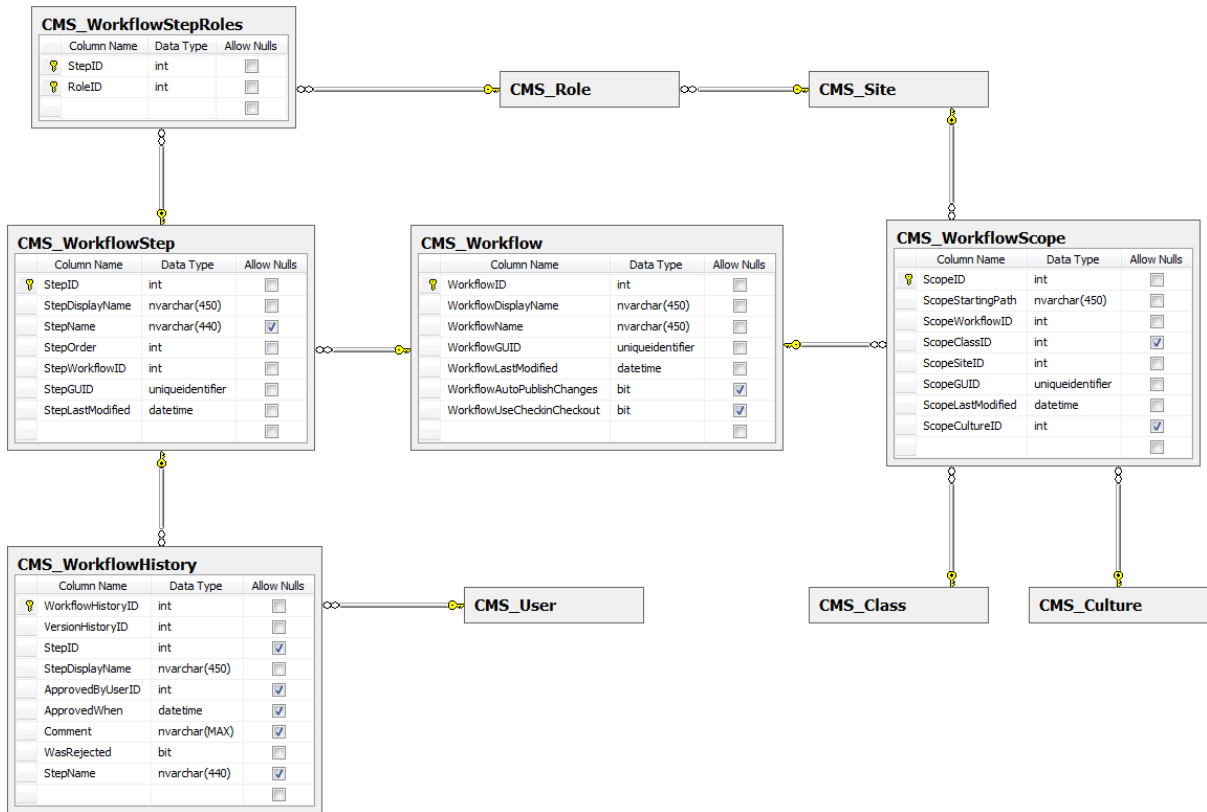 CMS_WorkflowStepRoles
Column Name Data Type Allow Nulls
StepID int
RoleID int
CMS_Role
CMS_Site
CMS_WorkflowStep
Column Name Data Type Allow Nulls
StepID int
StepDisplayName nvarchar(450)
StepName nvarchar(440)
StepOrder int
StepWorkflowID int
StepGUID uniqueidentifier
StepLastModified datetime
CMS_Workflow
Column Name Data Type Allow Nulls
WorkflowID int
WorkflowDisplayName nvarchar(450)
WorkflowName nvarchar(450)
WorkflowGUID uniqueidentifier
WorkflowLastModified datetime
WorkflowAutoPublishChanges bit
WorkflowUseCheckinCheckout bit
CMS_WorkflowScope
Column Name Data Type Allow Nulls
ScopeID int
ScopeStartingPath nvarchar(450)
ScopeWorkflowID int
ScopeClassID int
ScopeSiteID int
ScopeGUID uniqueidentifier
ScopeLastModified datetime
ScopeCultureID int
CMS_WorkflowHistory
Column Name Data Type Allow Nulls
WorkflowHistoryID int
VersionHistoryID int
StepID int
StepDisplayName nvarchar(450)
ApprovedByUserID int
ApprovedWhen datetime
Comment nvarchar(MAX)
WasRejected bit
StepName nvarchar(440)
CMS_User
CMS_Class
CMS_Culture